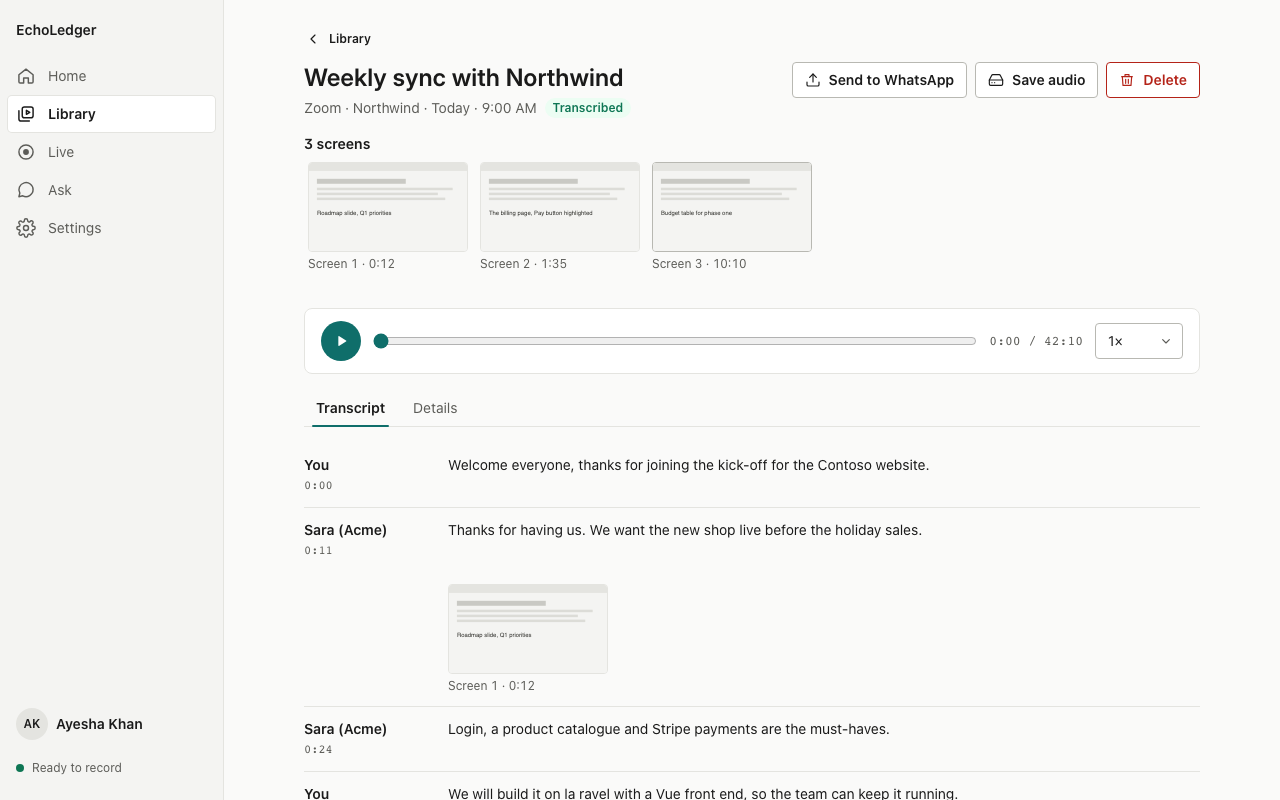 EchoLedger
Home
Library
Live
Ask
Settings
AK Ayesha Khan
Ready to record
Library
Weekly sync with Northwind
Send to WhatsApp
Save audio
Delete
Zoom · Northwind · Today · 9:00 AM Transcribed
3 screens
Roadmap slide, Q1 priorities
The billing page, Pay button highlighted
Budget table for phase one
Screen 1 · 0:12
Screen 2 · 1:35
Screen 3 · 10:10
0:00 / 42:10
1×
Transcript
Details
You
0:00
Welcome everyone, thanks for joining the kick-off for the Contoso website.
Sara (Acme)
0:11
Thanks for having us. We want the new shop live before the holiday sales.
Roadmap slide, Q1 priorities
Screen 1 · 0:12
Sara (Acme)
0:24
Login, a product catalogue and Stripe payments are the must-haves.
You
We will build it on la ravel with a Vue front end, so the team can keep it running.